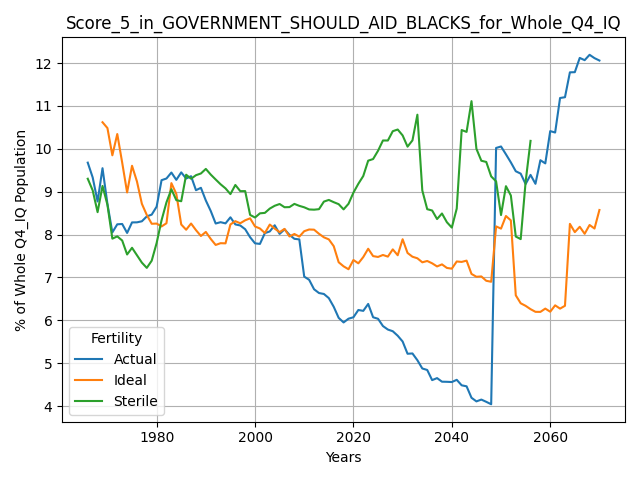 Score_5_in_GOVERNMENT_SHOULD_AID_BLACKS_for_Whole_Q4_IQ
% of Whole Q4_IQ Population
12
11
10
9
8
7
6
5
4
Fertility
Actual
Ideal
Sterile
1980
2000
2020
2040
2060
Years